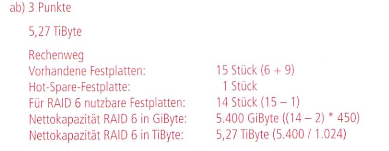 ab) 3 Punkte
5,27 TiByte
Rechenweg
Vorhandene Festplatten: 15 Stück (6 + 9)
Hot-Spare-Festplatte: 1 Stück
Für RAID 6 nutzbare Festplatten: 14 Stück (15 – 1)
Nettokapazität RAID 6 in GiByte: 5.400 GiByte ((14 – 2) * 450)
Nettokapazität RAID 6 in TiByte: 5,27 TiByte (5.400 / 1.024)